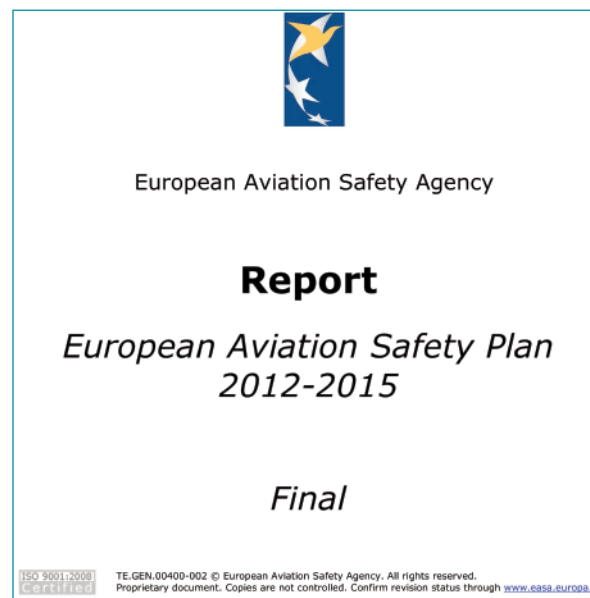 European Aviation Safety Agency
Report
European Aviation Safety Plan
2012-2015
Final
ISO 9001:2008
Certified
TE.GEN.00400-002 © European Aviation Safety Agency. All rights reserved.
Proprietary document. Copies are not controlled. Confirm revision status through www.easa.europa.